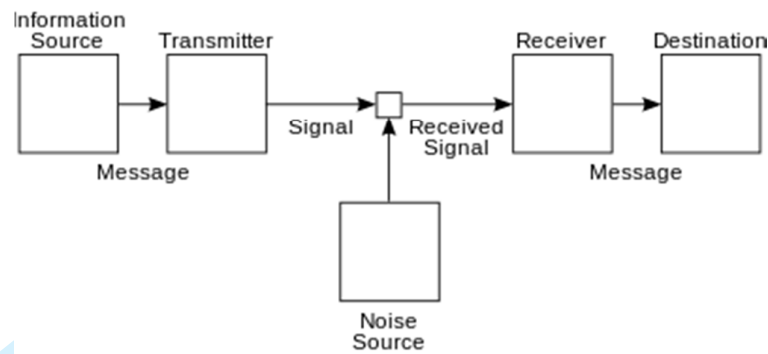 Information
Source
Transmitter
Receiver
Destination
Signal
Received
Signal
Message
Message
Noise
Source